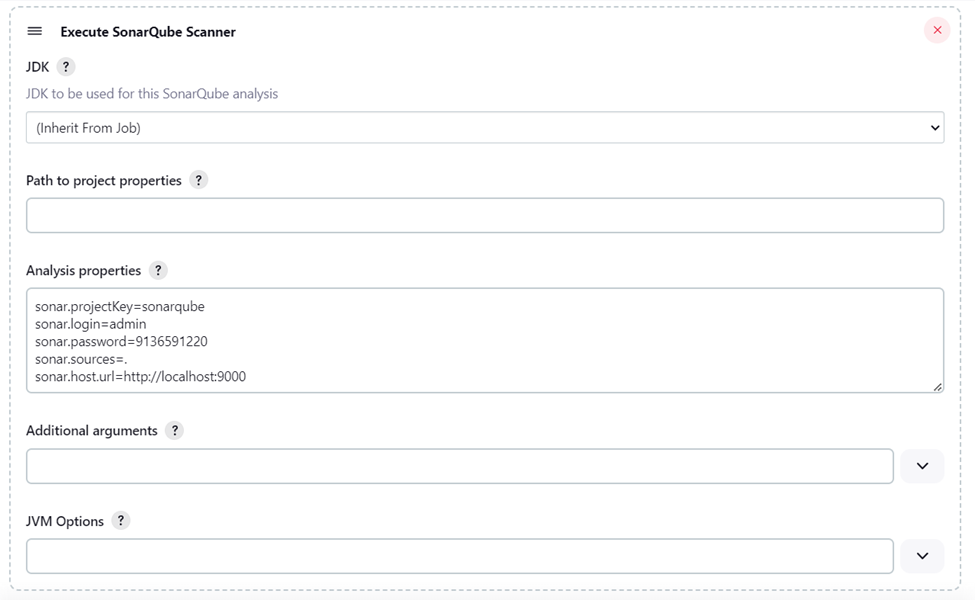 Execute SonarQube Scanner
JDK ?
JDK to be used for this SonarQube analysis
(Inherit From Job)
Path to project properties ?
Analysis properties ?
sonar.projectKey=sonarqube
sonar.login=admin
sonar.password=9136591220
sonar.sources=.
sonar.host.url=http://localhost:9000
Additional arguments ?
JVM Options ?